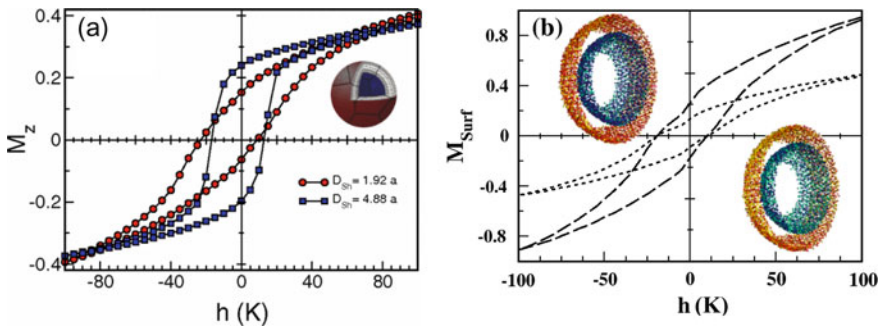 (a)
M_z
0.4
0.2
0
-0.2
-0.4
-80
-40
0
40
80
h (K)
D_Sh = 1.92 a
D_Sh = 4.88 a
(b)
M_Surf
0.8
0.4
0
-0.4
-0.8
-100
-50
0
50
100
h (K)